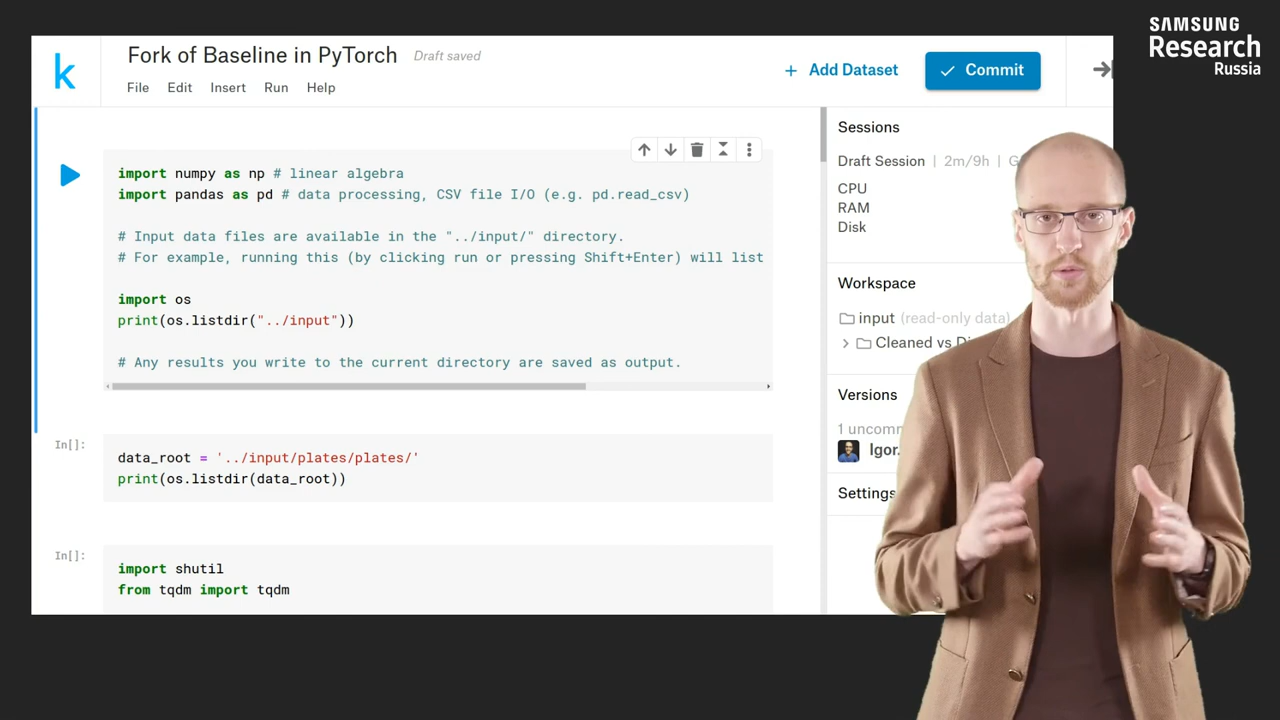 SAMSUNG
Research
Russia
k
Fork of Baseline in PyTorch Draft saved
File Edit Insert Run Help
+ Add Dataset
Commit
import numpy as np # linear algebra
import pandas as pd # data processing, CSV file I/O (e.g. pd.read_csv)
# Input data files are available in the "../input/" directory.
# For example, running this (by clicking run or pressing Shift+Enter) will list
import os
print(os.listdir("../input"))
# Any results you write to the current directory are saved as output.
In[]:
data_root = '../input/plates/plates/'
print(os.listdir(data_root))
In[]:
import shutil
from tqdm import tqdm
Sessions
Draft Session | 2m/9h |
CPU
RAM
Disk
Workspace
input (read-only data)
Cleaned vs
Versions
1
Igor.
Settings